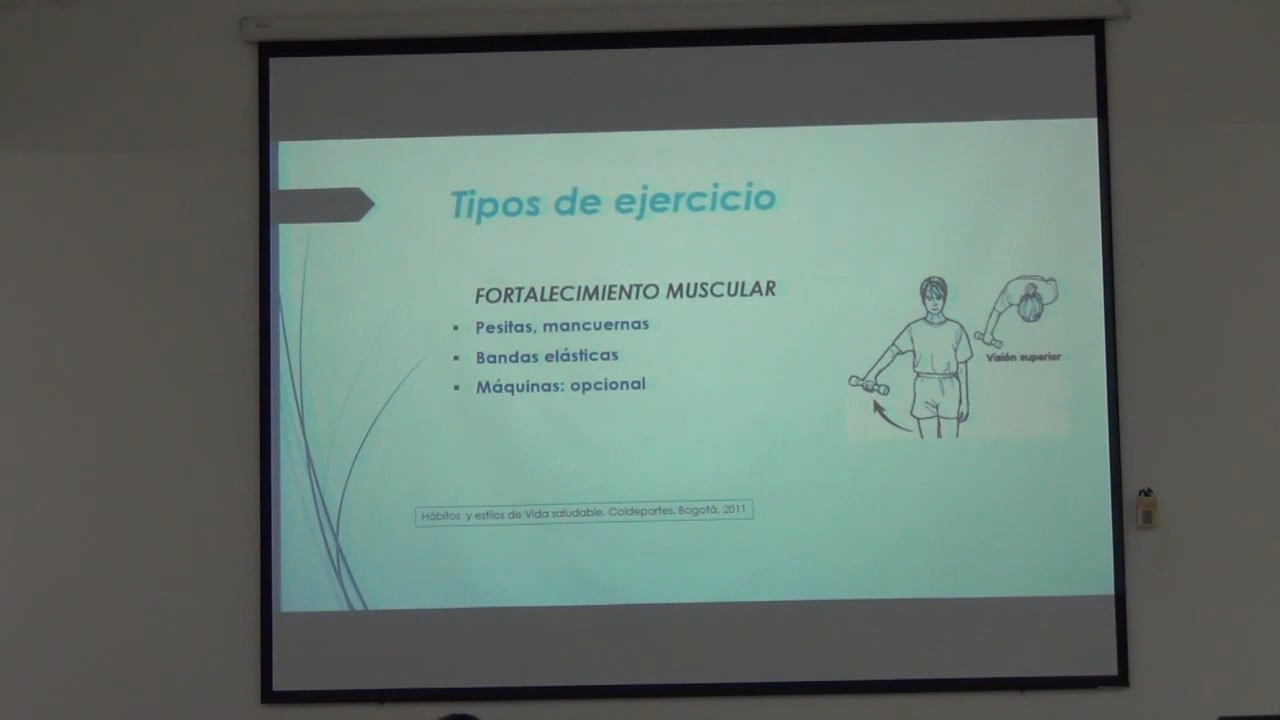 Tipos de ejercicio
FORTALECIMIENTO MUSCULAR
▪ Pesitas, mancuernas
▪ Bandas elásticas
▪ Máquinas: opcional
Visión superior
Hábitos y estilos de Vida saludable, Coldeportes, Bogotá, 2011